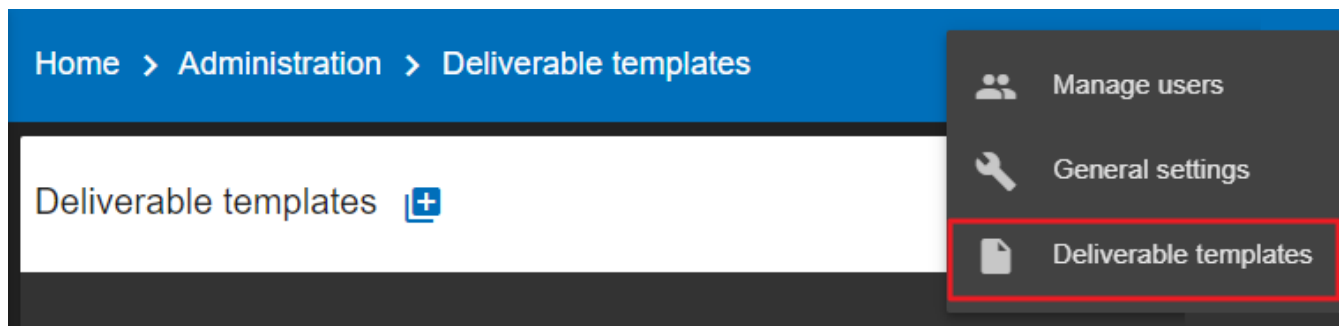 Home > Administration > Deliverable templates
Manage users
General settings
Deliverable templates
Deliverable templates